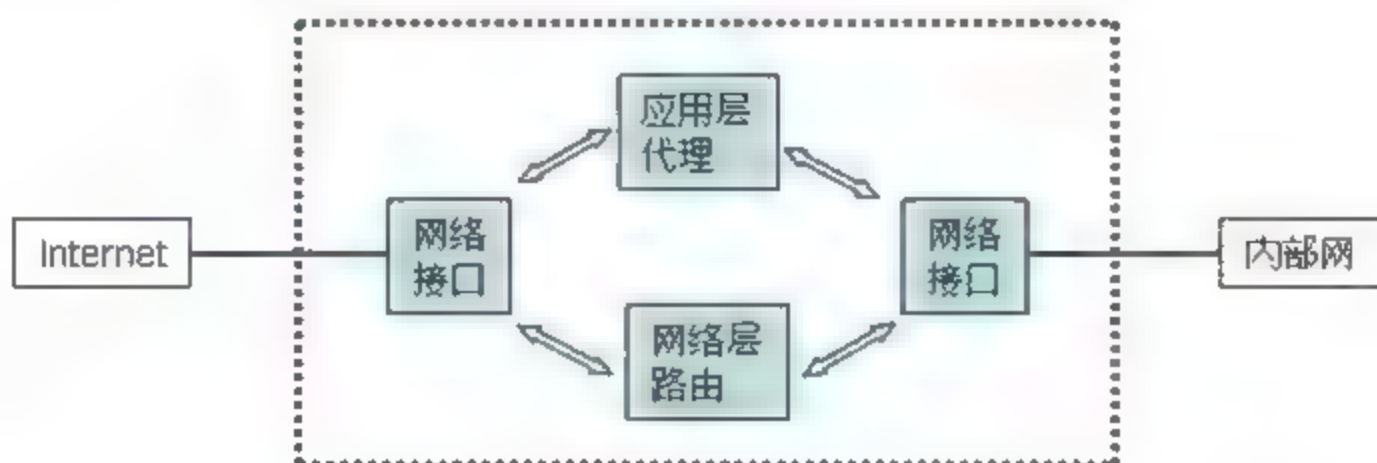 应用层
代理
Internet
网络
接口
网络
接口
内部网
网络层
路由